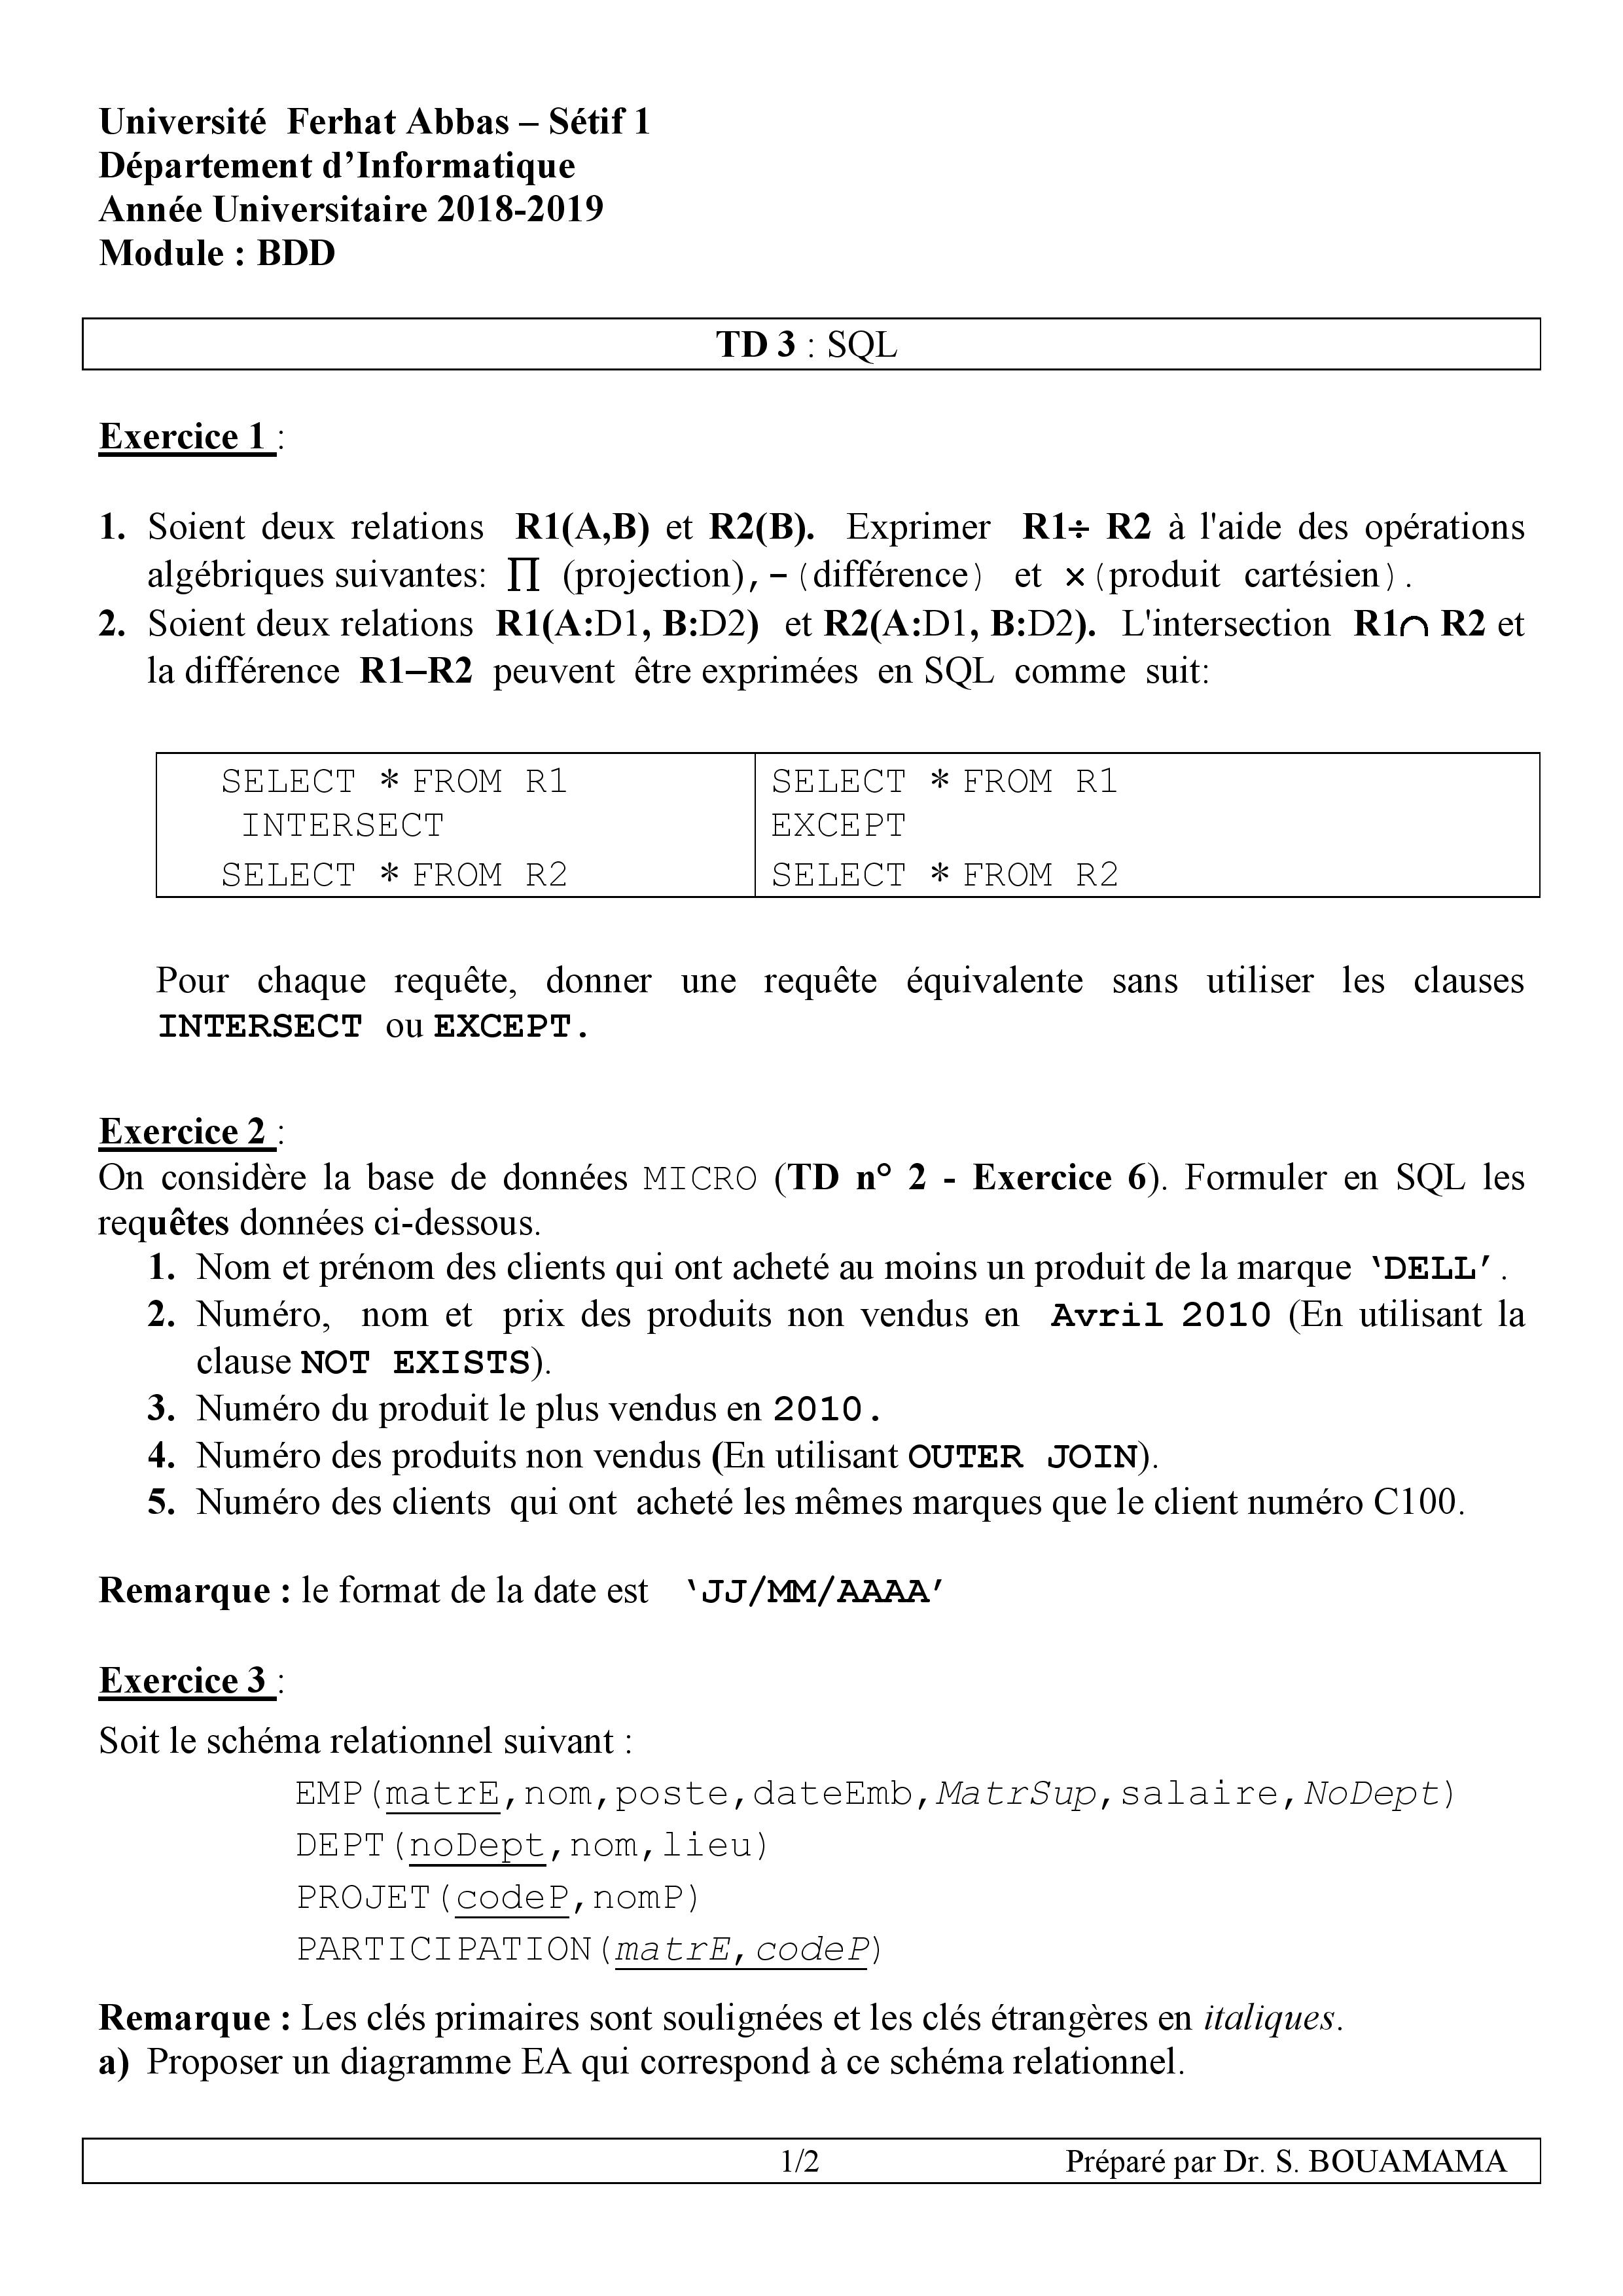 Université Ferhat Abbas – Sétif 1
Département d’Informatique
Année Universitaire 2018-2019
Module : BDD
TD 3 : SQL
Exercice 1 :
1. Soient deux relations R1(A,B) et R2(B). Exprimer R1÷ R2 à l'aide des opérations
algébriques suivantes: ∏ (projection),-(différence) et ×(produit cartésien).
2. Soient deux relations R1(A:D1, B:D2) et R2(A:D1, B:D2). L'intersection R1∩ R2 et
la différence R1–R2 peuvent être exprimées en SQL comme suit:
SELECT * FROM R1
INTERSECT
SELECT * FROM R2
SELECT * FROM R1
EXCEPT
SELECT * FROM R2
Pour chaque requête, donner une requête équivalente sans utiliser les clauses
INTERSECT ou EXCEPT.
Exercice 2 :
On considère la base de données MICRO (TD n° 2 - Exercice 6). Formuler en SQL les
requêtes données ci-dessous.
1. Nom et prénom des clients qui ont acheté au moins un produit de la marque ‘DELL’.
2. Numéro, nom et prix des produits non vendus en Avril 2010 (En utilisant la
clause NOT EXISTS).
3. Numéro du produit le plus vendus en 2010.
4. Numéro des produits non vendus (En utilisant OUTER JOIN).
5. Numéro des clients qui ont acheté les mêmes marques que le client numéro C100.
Remarque : le format de la date est ‘JJ/MM/AAAA’
Exercice 3 :
Soit le schéma relationnel suivant :
EMP(matrE,nom,poste,dateEmb,MatrSup,salaire,NoDept)
DEPT(noDept,nom,lieu)
PROJET(codeP,nomP)
PARTICIPATION(matrE,codeP)
Remarque : Les clés primaires sont soulignées et les clés étrangères en italiques.
a) Proposer un diagramme EA qui correspond à ce schéma relationnel.
1/2 Préparé par Dr. S. BOUAMAMA